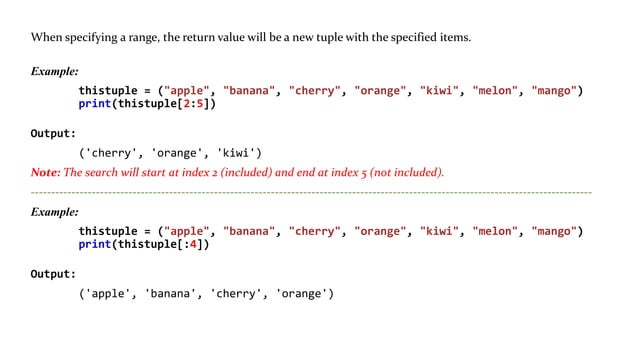 When specifying a range, the return value will be a new tuple with the specified items.
Example:
thistuple = ("apple", "banana", "cherry", "orange", "kiwi", "melon", "mango")
print(thistuple[2:5])
Output:
('cherry', 'orange', 'kiwi')
Note: The search will start at index 2 (included) and end at index 5 (not included).
Example:
thistuple = ("apple", "banana", "cherry", "orange", "kiwi", "melon", "mango")
print(thistuple[:4])
Output:
('apple', 'banana', 'cherry', 'orange')